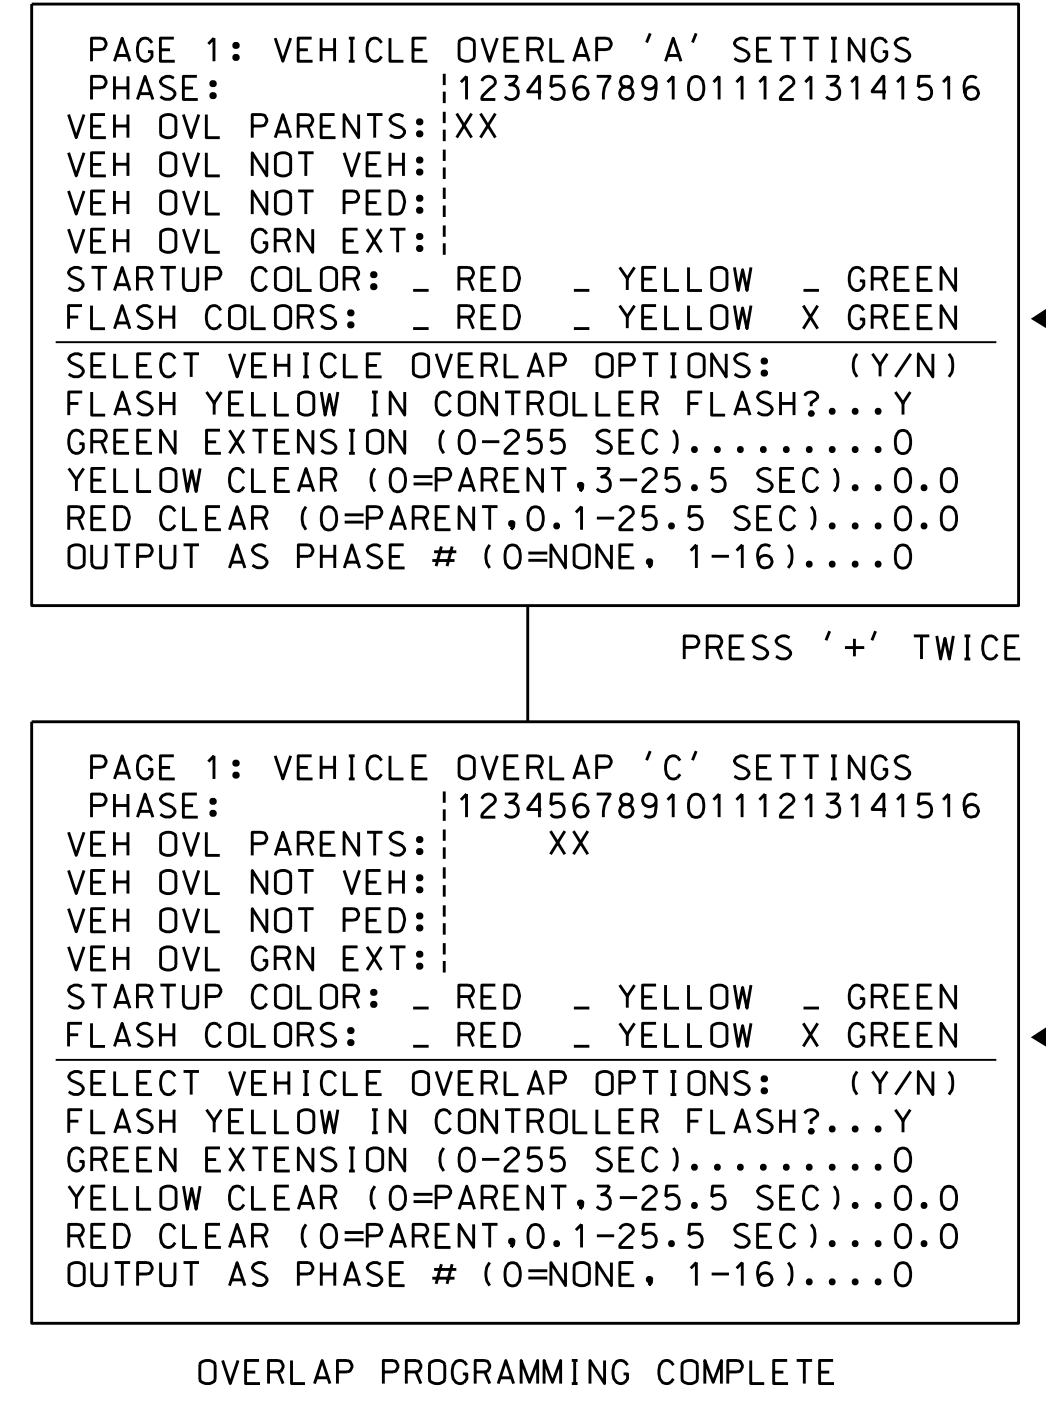 PAGE 1: VEHICLE OVERLAP 'A' SETTINGS
PHASE: ¦12345678910111213141516
VEH OVL PARENTS:¦XX
VEH OVL NOT VEH:¦
VEH OVL NOT PED:¦
VEH OVL GRN EXT:¦
STARTUP COLOR: _ RED _ YELLOW _ GREEN
FLASH COLORS: _ RED _ YELLOW X GREEN
SELECT VEHICLE OVERLAP OPTIONS: (Y/N)
FLASH YELLOW IN CONTROLLER FLASH?...Y
GREEN EXTENSION (0-255 SEC).........0
YELLOW CLEAR (0=PARENT,3-25.5 SEC)..0.0
RED CLEAR (0=PARENT,0.1-25.5 SEC)...0.0
OUTPUT AS PHASE # (0=NONE, 1-16)....0
PRESS '+' TWICE
PAGE 1: VEHICLE OVERLAP 'C' SETTINGS
PHASE: ¦12345678910111213141516
VEH OVL PARENTS:¦    XX
VEH OVL NOT VEH:¦
VEH OVL NOT PED:¦
VEH OVL GRN EXT:¦
STARTUP COLOR: _ RED _ YELLOW _ GREEN
FLASH COLORS: _ RED _ YELLOW X GREEN
SELECT VEHICLE OVERLAP OPTIONS: (Y/N)
FLASH YELLOW IN CONTROLLER FLASH?...Y
GREEN EXTENSION (0-255 SEC).........0
YELLOW CLEAR (0=PARENT,3-25.5 SEC)..0.0
RED CLEAR (0=PARENT,0.1-25.5 SEC)...0.0
OUTPUT AS PHASE # (0=NONE, 1-16)....0
OVERLAP PROGRAMMING COMPLETE